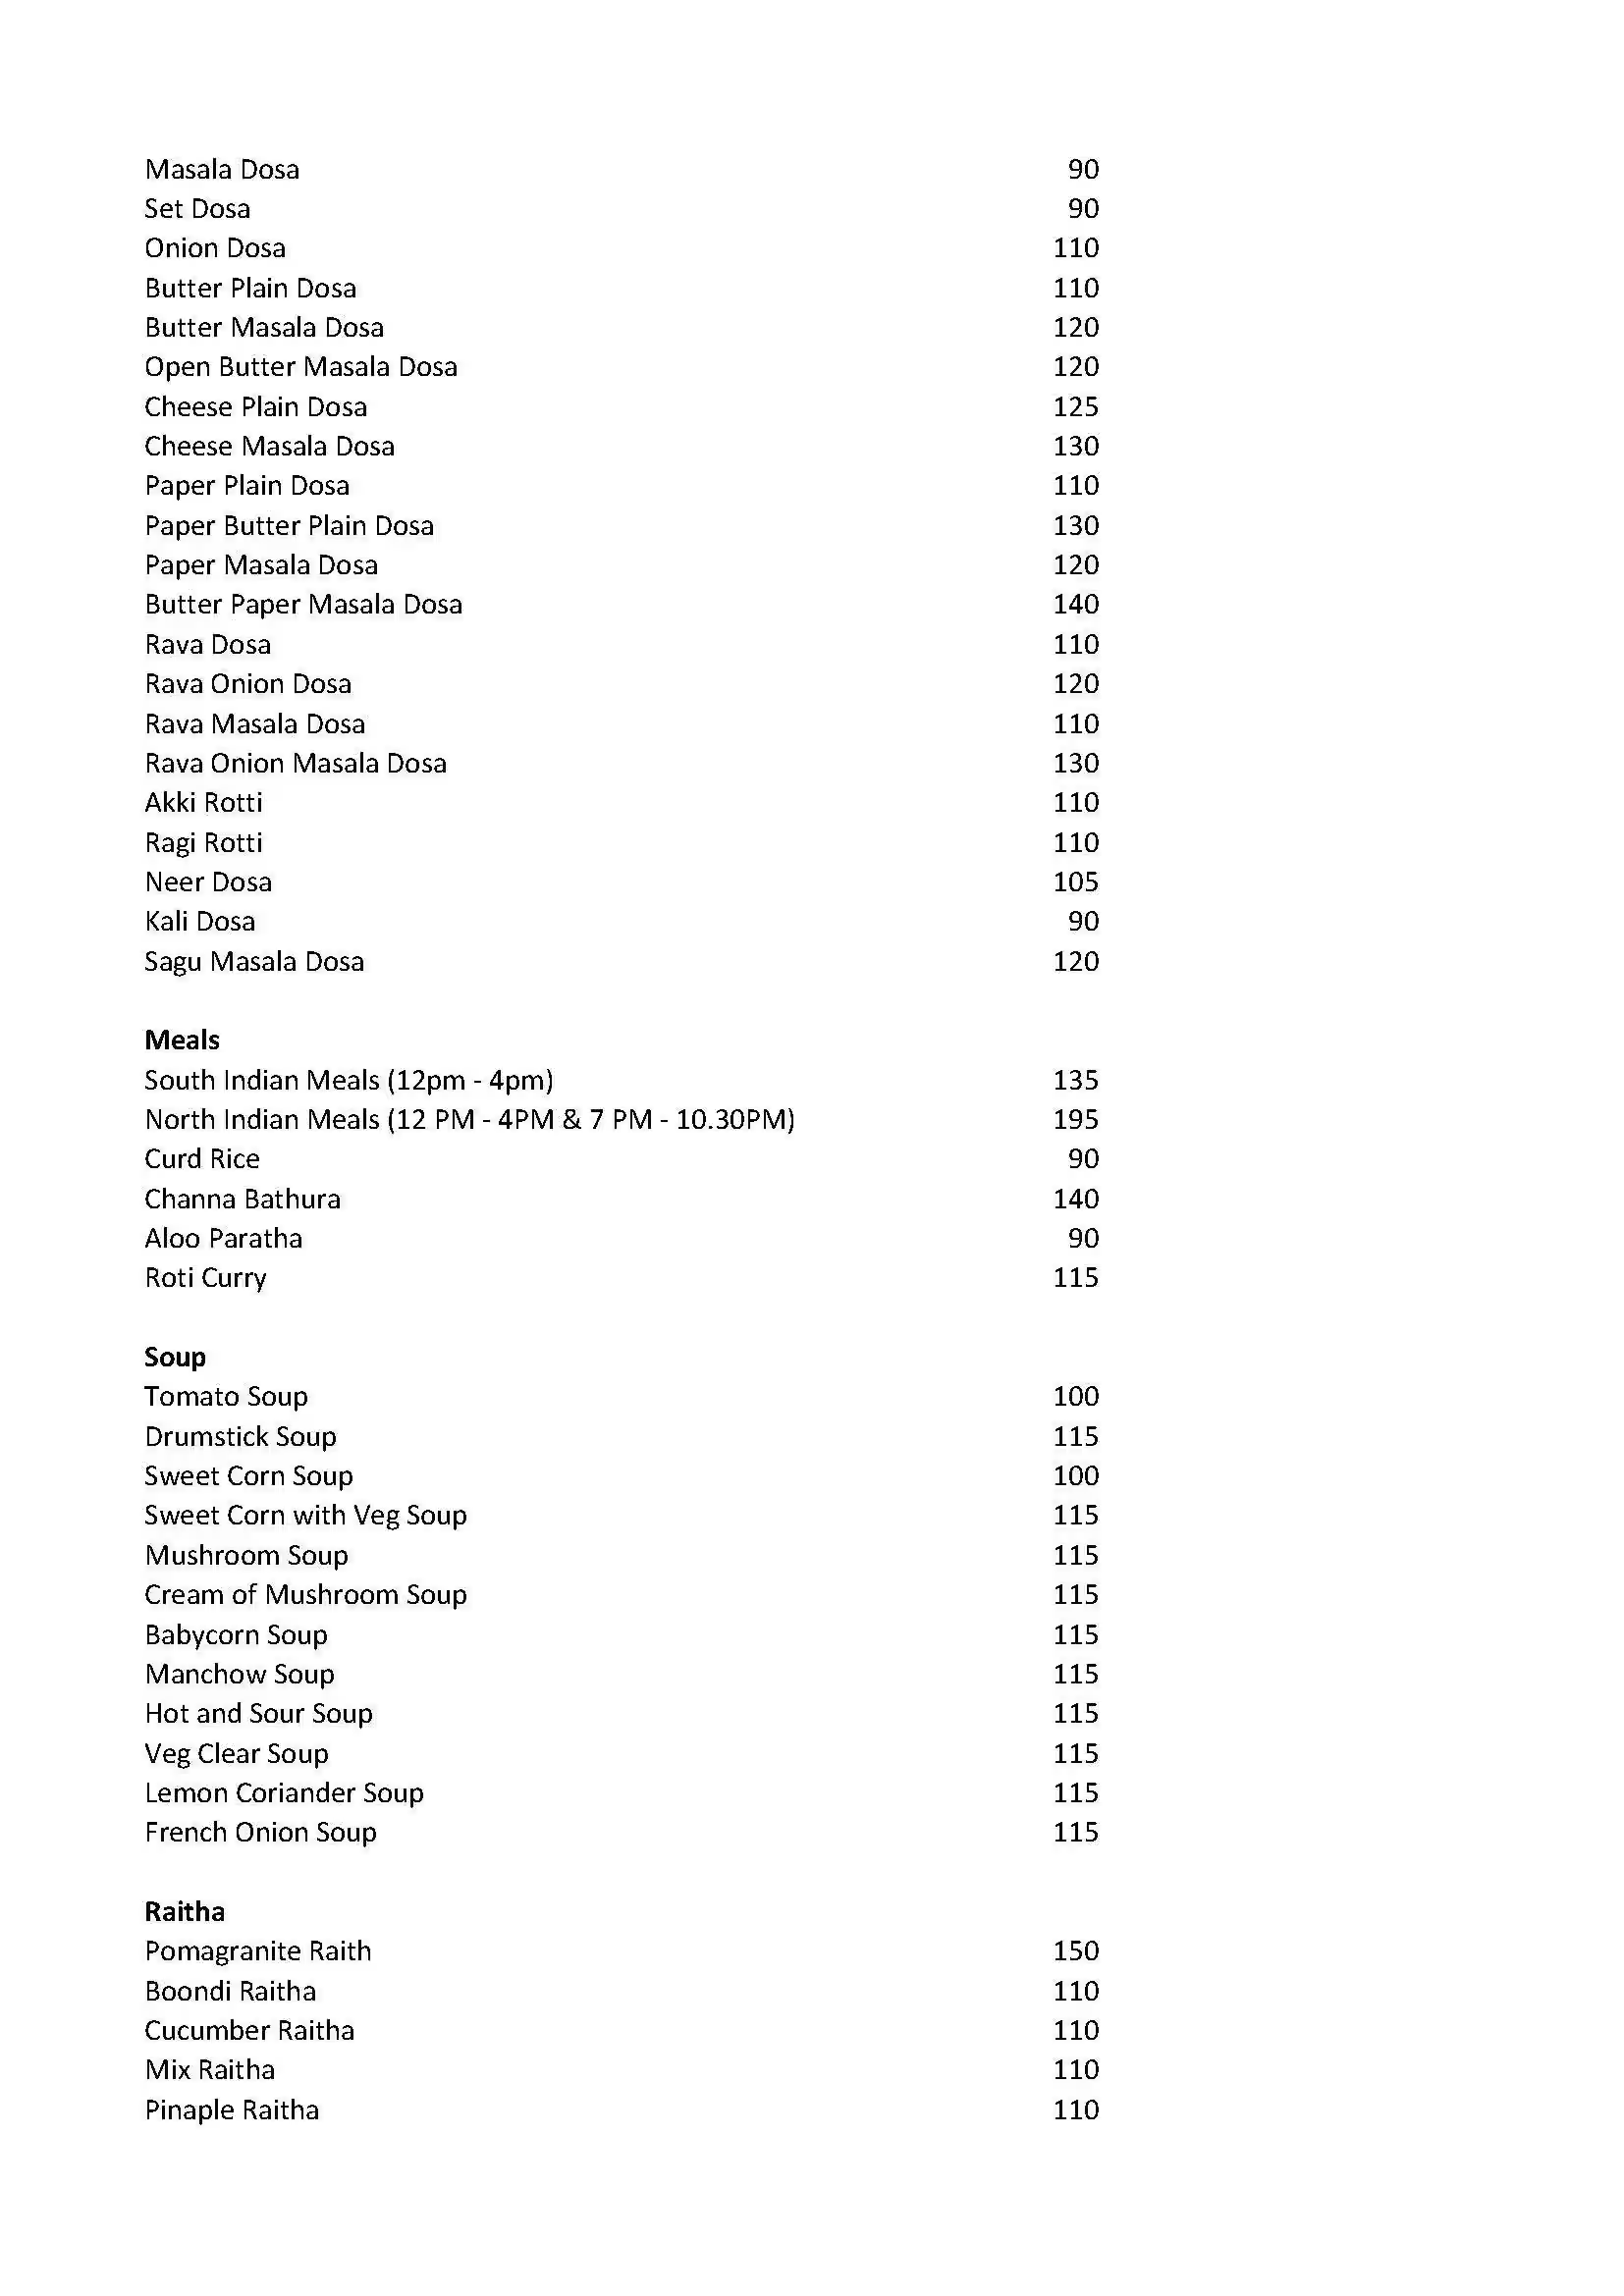 Masala Dosa 90
Set Dosa 90
Onion Dosa 110
Butter Plain Dosa 110
Butter Masala Dosa 120
Open Butter Masala Dosa 120
Cheese Plain Dosa 125
Cheese Masala Dosa 130
Paper Plain Dosa 110
Paper Butter Plain Dosa 130
Paper Masala Dosa 120
Butter Paper Masala Dosa 140
Rava Dosa 110
Rava Onion Dosa 120
Rava Masala Dosa 110
Rava Onion Masala Dosa 130
Akki Rotti 110
Ragi Rotti 110
Neer Dosa 105
Kali Dosa 90
Sagu Masala Dosa 120
Meals
South Indian Meals (12pm - 4pm) 135
North Indian Meals (12 PM - 4PM & 7 PM - 10.30PM) 195
Curd Rice 90
Channa Bathura 140
Aloo Paratha 90
Roti Curry 115
Soup
Tomato Soup 100
Drumstick Soup 115
Sweet Corn Soup 100
Sweet Corn with Veg Soup 115
Mushroom Soup 115
Cream of Mushroom Soup 115
Babycorn Soup 115
Manchow Soup 115
Hot and Sour Soup 115
Veg Clear Soup 115
Lemon Coriander Soup 115
French Onion Soup 115
Raitha
Pomagranite Raith 150
Boondi Raitha 110
Cucumber Raitha 110
Mix Raitha 110
Pinaple Raitha 110